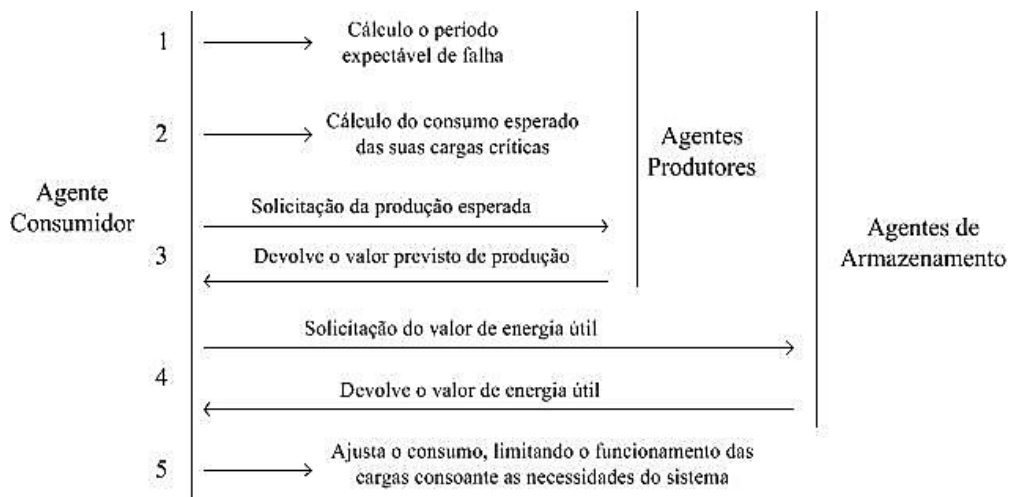 1
Cálculo o período
expectável de falha
2
Cálculo do consumo esperado
das suas cargas críticas
Agentes
Produtores
Agente
Consumidor
Solicitação da produção esperada
3
Devolve o valor previsto de produção
Agentes de
Armazenamento
Solicitação do valor de energia útil
4
Devolve o valor de energia útil
5
Ajusta o consumo, limitando o funcionamento das
cargas consoante as necessidades do sistema